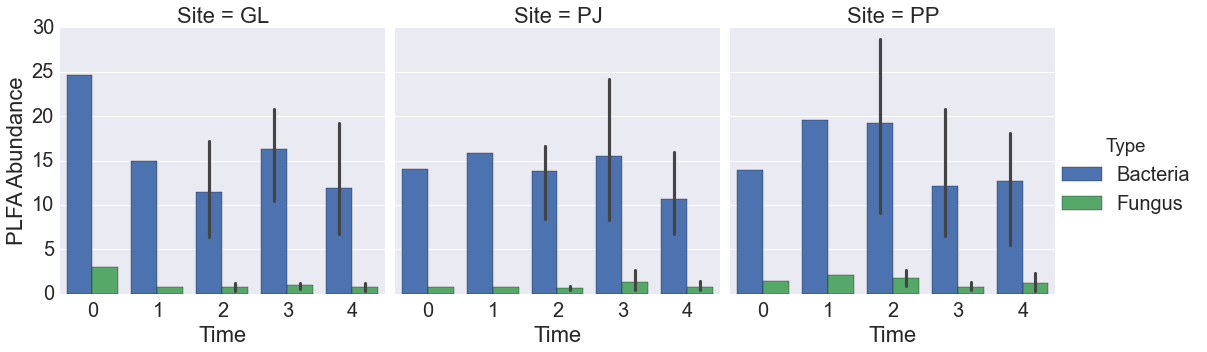 Site = GL
Site = PJ
Site = PP
30
25
20
15
10
5
0
PLFA Abundance
0 1 2 3 4
0 1 2 3 4
0 1 2 3 4
Time
Time
Time
Type
Bacteria
Fungus